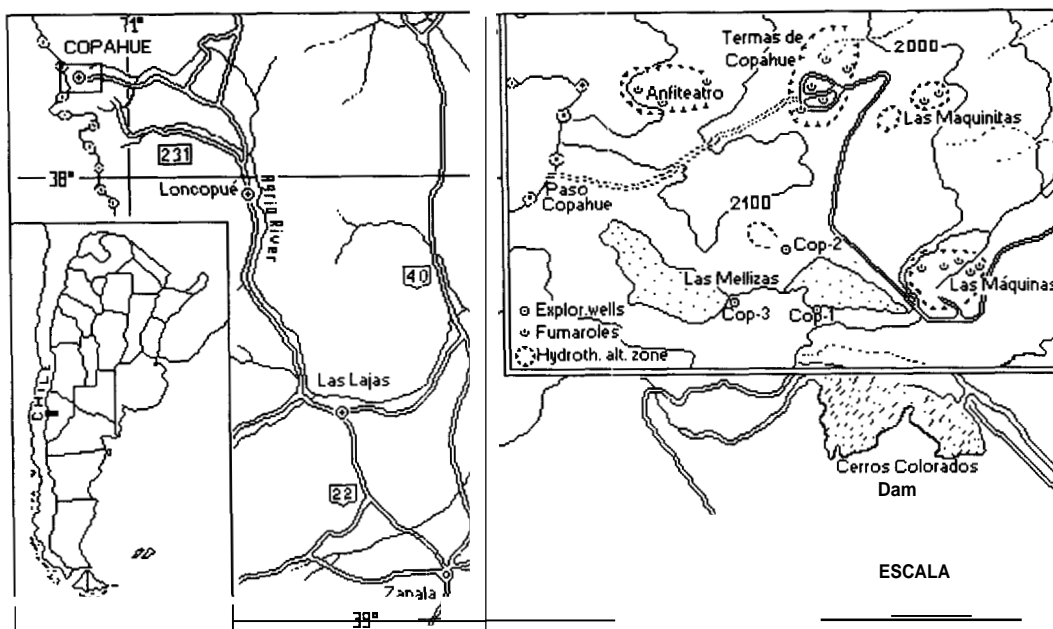 71°
COPAHUE
231
38°
Loncopué
Agrio River
40
CHILE
Las Lajas
22
Zapala
39°
Termas de
Copahue
2000
Anfiteatro
Las Maquinitas
Paso
Copahue
2100
Cop-2
Las Mellizas
Las Máquinas
Cop-3
Cop-1
Explor.wells
Fumaroles
Hydroth. alt. zone
Cerros Colorados
Dam
ESCALA